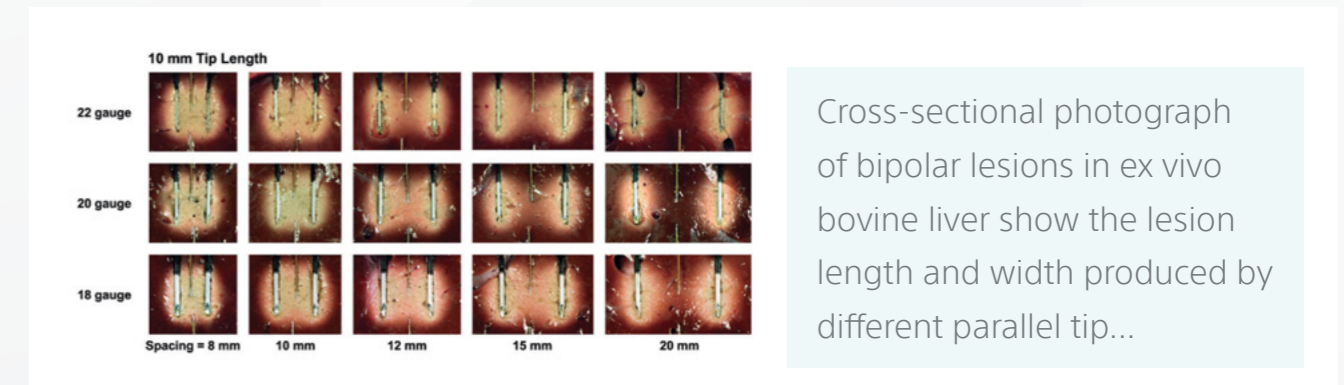 10 mm Tip Length
22 gauge
20 gauge
18 gauge
Spacing = 8 mm 10 mm 12 mm 15 mm 20 mm
Cross-sectional photograph
of bipolar lesions in ex vivo
bovine liver show the lesion
length and width produced by
different parallel tip...